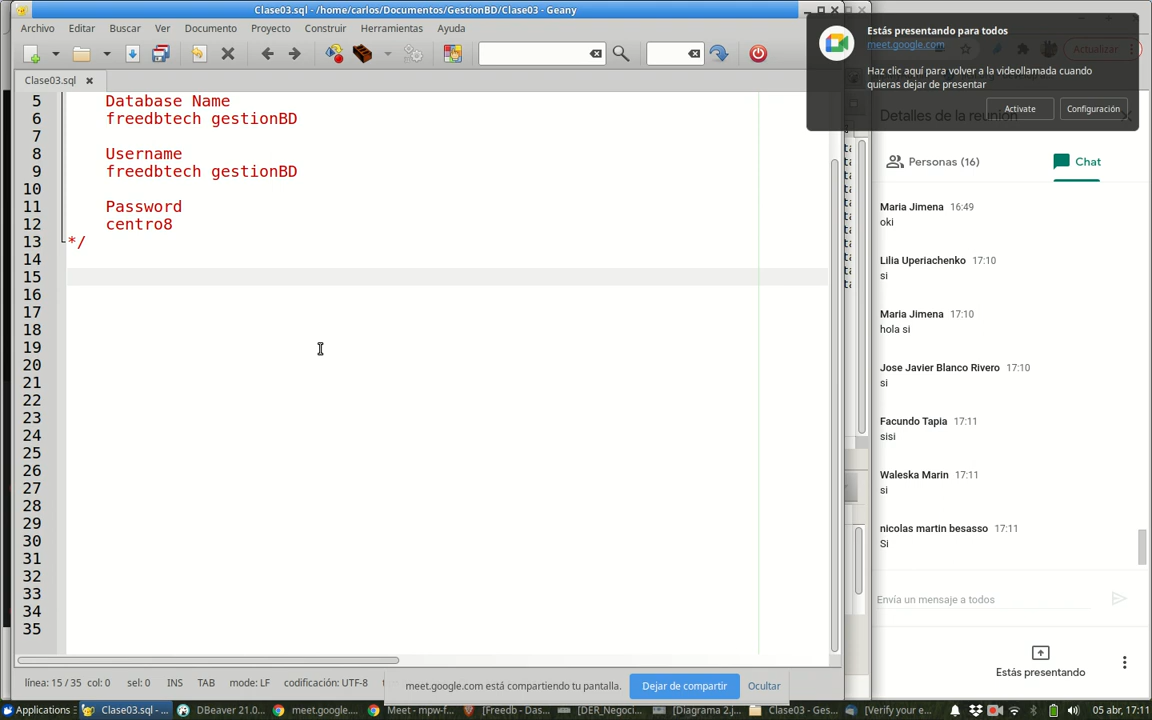 Clase03.sql - /home/carlos/Documentos/GestionBD/Clase03 - Geany
Archivo Editar Buscar Ver Documento Proyecto Construir Herramientas Ayuda
Clase03.sql
5 Database Name
6 freedbtech gestionBD
7
8 Username
9 freedbtech gestionBD
10
11 Password
12 centro8
13 */
14
15
16
17
18
19
20
21
22
23
24
25
26
27
28
29
30
31
32
33
34
35
línea: 15 / 35 col: 0 sel: 0 INS TAB mode: LF codificación: UTF-8
meet.google.com está compartiendo tu pantalla. Dejar de compartir Ocultar
Estás presentando para todos
meet.google.com
Haz clic aquí para volver a la videollamada cuando
quieras dejar de presentar
Activate Configuración
Actualizar
Detalles de la reunión
Personas (16) Chat
Maria Jimena 16:49
oki
Lilia Uperiachenko 17:10
si
Maria Jimena 17:10
hola si
Jose Javier Blanco Rivero 17:10
si
Facundo Tapia 17:11
sisi
Waleska Marin 17:11
si
nicolas martin besasso 17:11
Si
Envía un mensaje a todos
Estás presentando
Applications Clase03.sql - ... DBeaver 21.0... meet.google.... Meet - mpw-f... [Freedb - Das... [DER_Negoci... [Diagrama 2.j... Clase03 - Ges... [Verify your e... 05 abr, 17:11